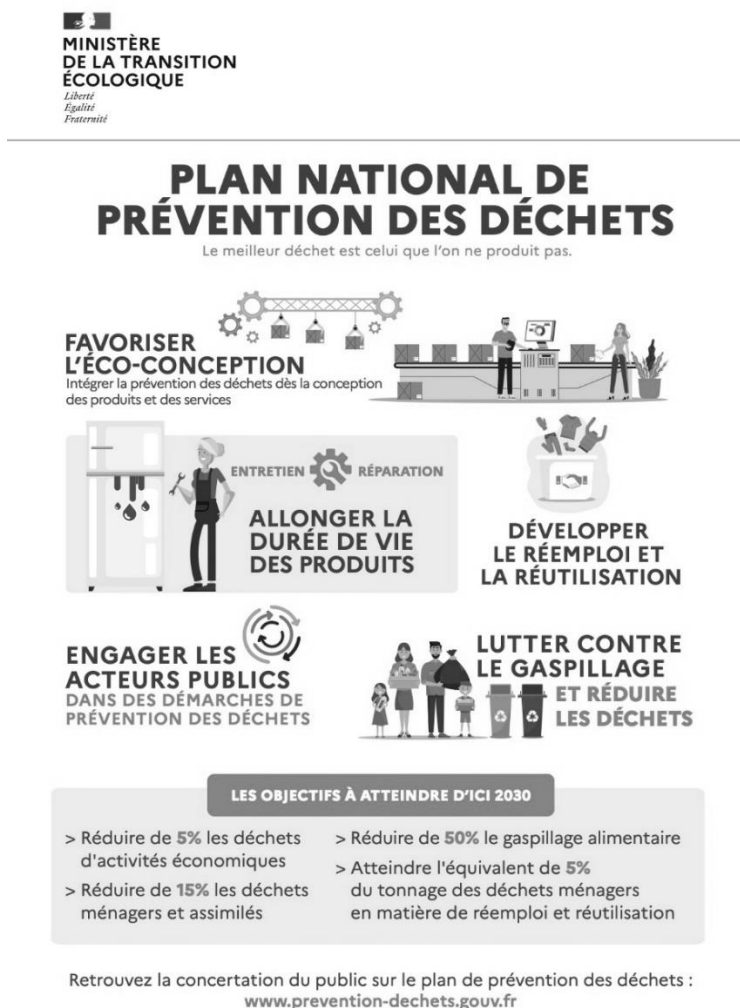 MINISTÈRE
DE LA TRANSITION
ÉCOLOGIQUE
Liberté
Égalité
Fraternité
PLAN NATIONAL DE
PRÉVENTION DES DÉCHETS
Le meilleur déchet est celui que l'on ne produit pas.
FAVORISER
L'ÉCO-CONCEPTION
Intégrer la prévention des déchets dès la conception
des produits et des services
ENTRETIEN RÉPARATION
ALLONGER LA
DURÉE DE VIE
DES PRODUITS
DÉVELOPPER
LE RÉEMPLOI ET
LA RÉUTILISATION
ENGAGER LES
ACTEURS PUBLICS
DANS DES DÉMARCHES DE
PRÉVENTION DES DÉCHETS
LUTTER CONTRE
LE GASPILLAGE
ET RÉDUIRE
LES DÉCHETS
LES OBJECTIFS À ATTEINDRE D'ICI 2030
> Réduire de 5% les déchets
d'activités économiques
> Réduire de 15% les déchets
ménagers et assimilés
> Réduire de 50% le gaspillage alimentaire
> Atteindre l'équivalent de 5%
du tonnage des déchets ménagers
en matière de réemploi et réutilisation
Retrouvez la concertation du public sur le plan de prévention des déchets :
www.prevention-dechets.gouv.fr